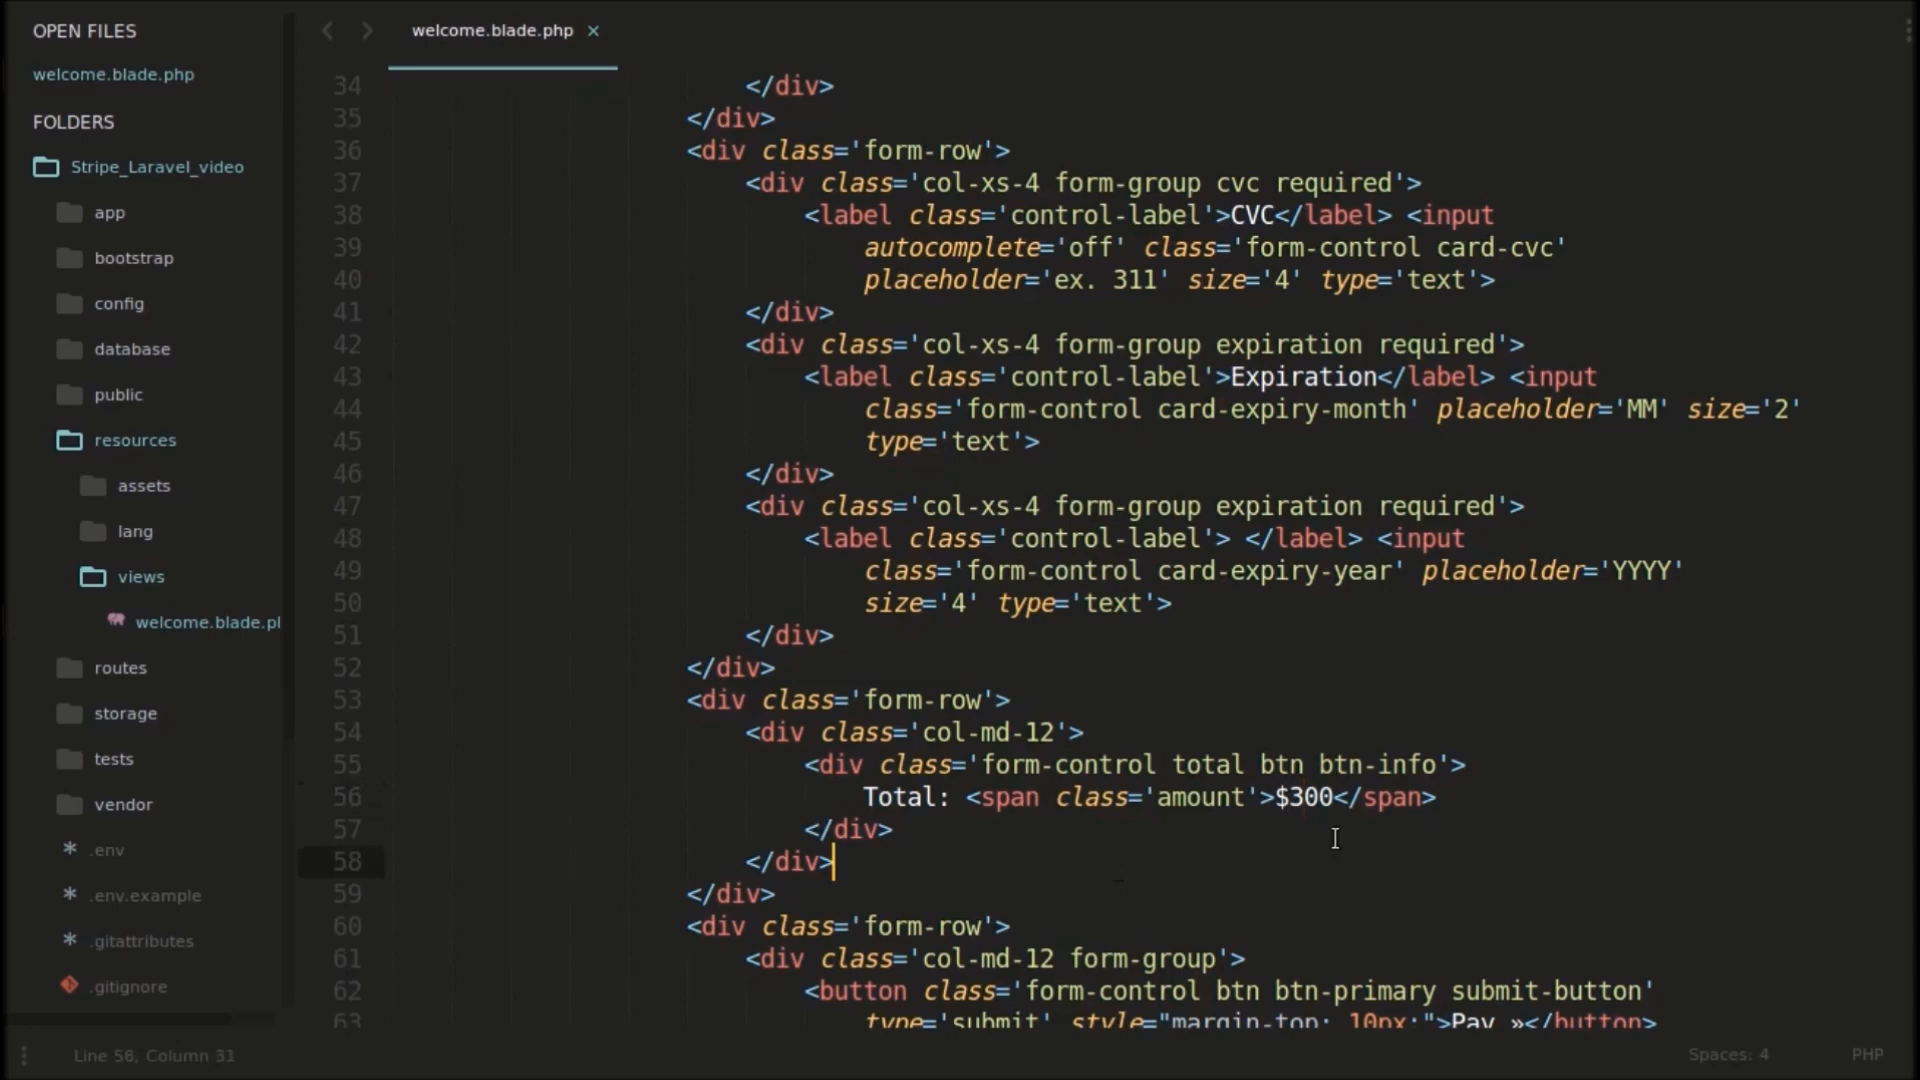 OPEN FILES
welcome.blade.php
FOLDERS
Stripe_Laravel_video
app
bootstrap
config
database
public
resources
assets
lang
views
welcome.blade.pl
routes
storage
tests
vendor
* .env
* .env.example
* .gitattributes
.gitignore
welcome.blade.php ×
34 </div>
35 </div>
36 <div class='form-row'>
37 <div class='col-xs-4 form-group cvc required'>
38 <label class='control-label'>CVC</label> <input
39 autocomplete='off' class='form-control card-cvc'
40 placeholder='ex. 311' size='4' type='text'>
41 </div>
42 <div class='col-xs-4 form-group expiration required'>
43 <label class='control-label'>Expiration</label> <input
44 class='form-control card-expiry-month' placeholder='MM' size='2'
45 type='text'>
46 </div>
47 <div class='col-xs-4 form-group expiration required'>
48 <label class='control-label'> </label> <input
49 class='form-control card-expiry-year' placeholder='YYYY'
50 size='4' type='text'>
51 </div>
52 </div>
53 <div class='form-row'>
54 <div class='col-md-12'>
55 <div class='form-control total btn btn-info'>
56 Total: <span class='amount'>$300</span>
57 </div>
58 </div>
59 </div>
60 <div class='form-row'>
61 <div class='col-md-12 form-group'>
62 <button class='form-control btn btn-primary submit-button'
63 type='submit' style="margin-top: 10px;">Pay »</button>
Line 58, Column 31
Spaces: 4
PHP